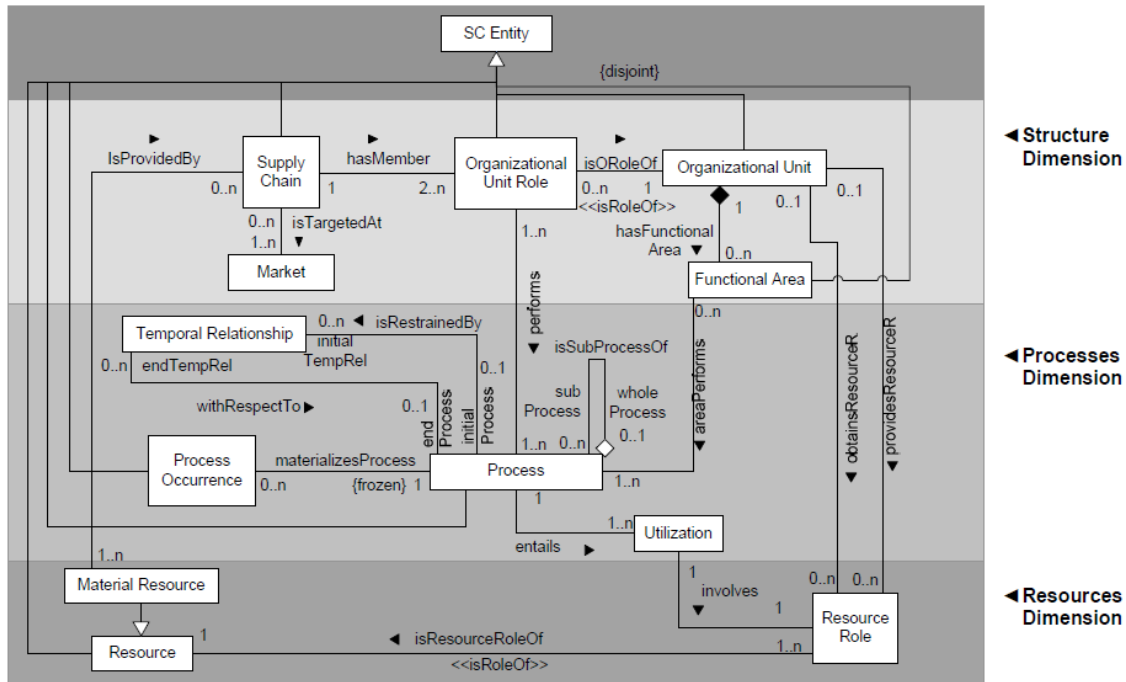 SC Entity
{disjoint}
IsProvidedBy
hasMember
isORoleOf
Supply
Chain
Organizational
Unit Role
Organizational Unit
0..n
1
2..n
0..n
1
<<isRoleOf>>
0..1
0..1
1
◄ Structure
Dimension
0..n
isTargetedAt
1..n
1..n
hasFunctional
Area
0..n
Market
Functional Area
0..n
performs
Temporal Relationship
0..n
isRestrainedBy
initial
TempRel
0..n
endTempRel
0..1
isSubProcessOf
areaPerforms
obtainsResourceR
providesResourceR
◄ Processes
Dimension
withRespectTo
0..1
end
Process
initial
Process
sub
Process
whole
Process
1..n
0..n
0..1
Process
Occurrence
materializesProcess
0..n
{frozen}
1
Process
1
1..n
1..n
entails
Utilization
1..n
Material Resource
1
involves
1
0..n
0..n
Resource
Role
◄ Resources
Dimension
1
isResourceRoleOf
1..n
Resource
<<isRoleOf>>